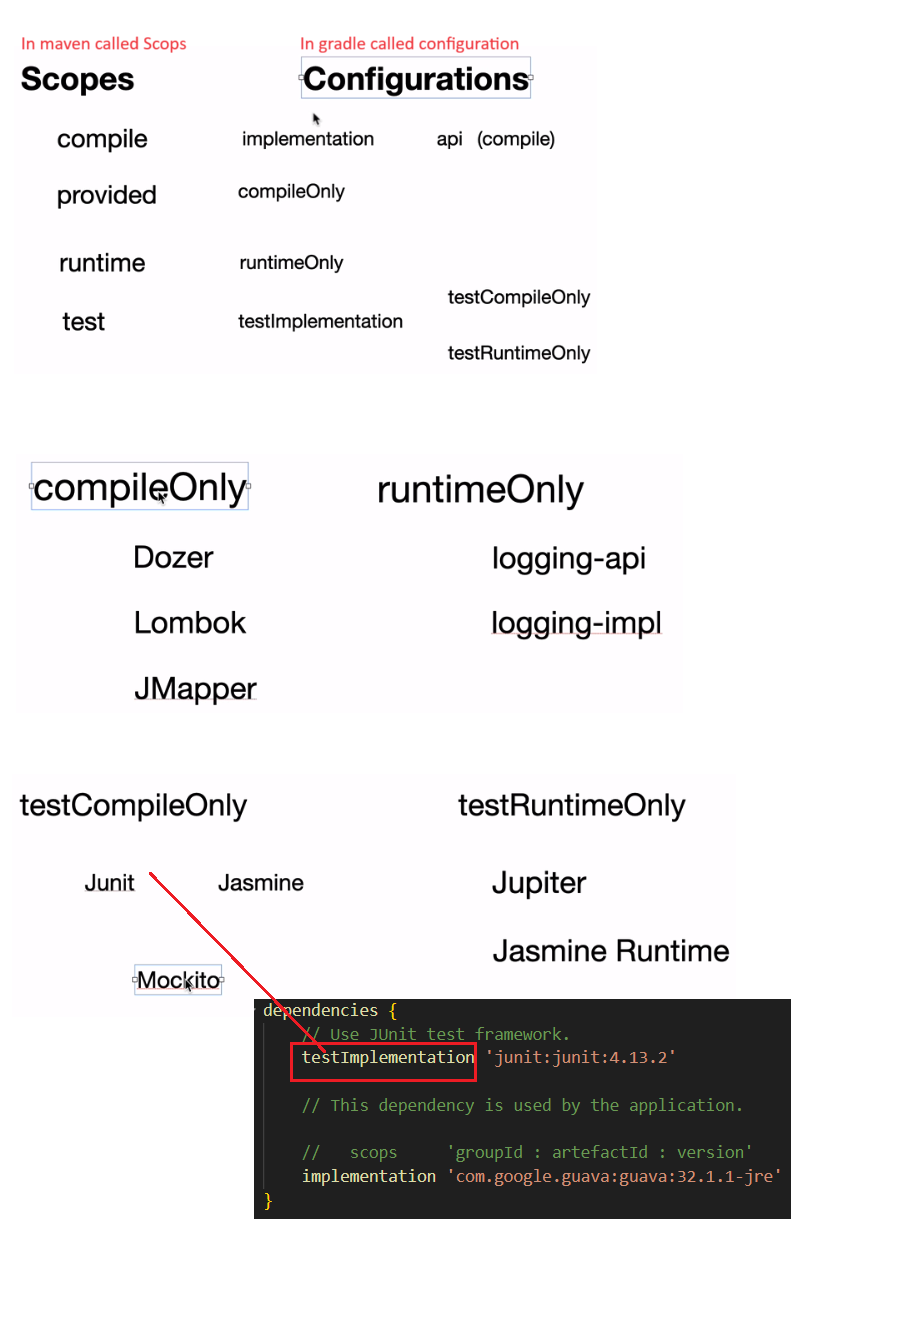 In maven called Scops In gradle called configuration
Scopes Configurations
compile implementation api (compile)
provided compileOnly
runtime runtimeOnly
testCompileOnly
test testImplementation
testRuntimeOnly
compileOnly runtimeOnly
Dozer logging-api
Lombok logging-impl
JMapper
testCompileOnly testRuntimeOnly
Junit Jasmine Jupiter
Jasmine Runtime
Mockito
dependencies {
// Use JUnit test framework.
testImplementation 'junit:junit:4.13.2'
// This dependency is used by the application.
// scops 'groupId : artefactId : version'
implementation 'com.google.guava:guava:32.1.1-jre'
}